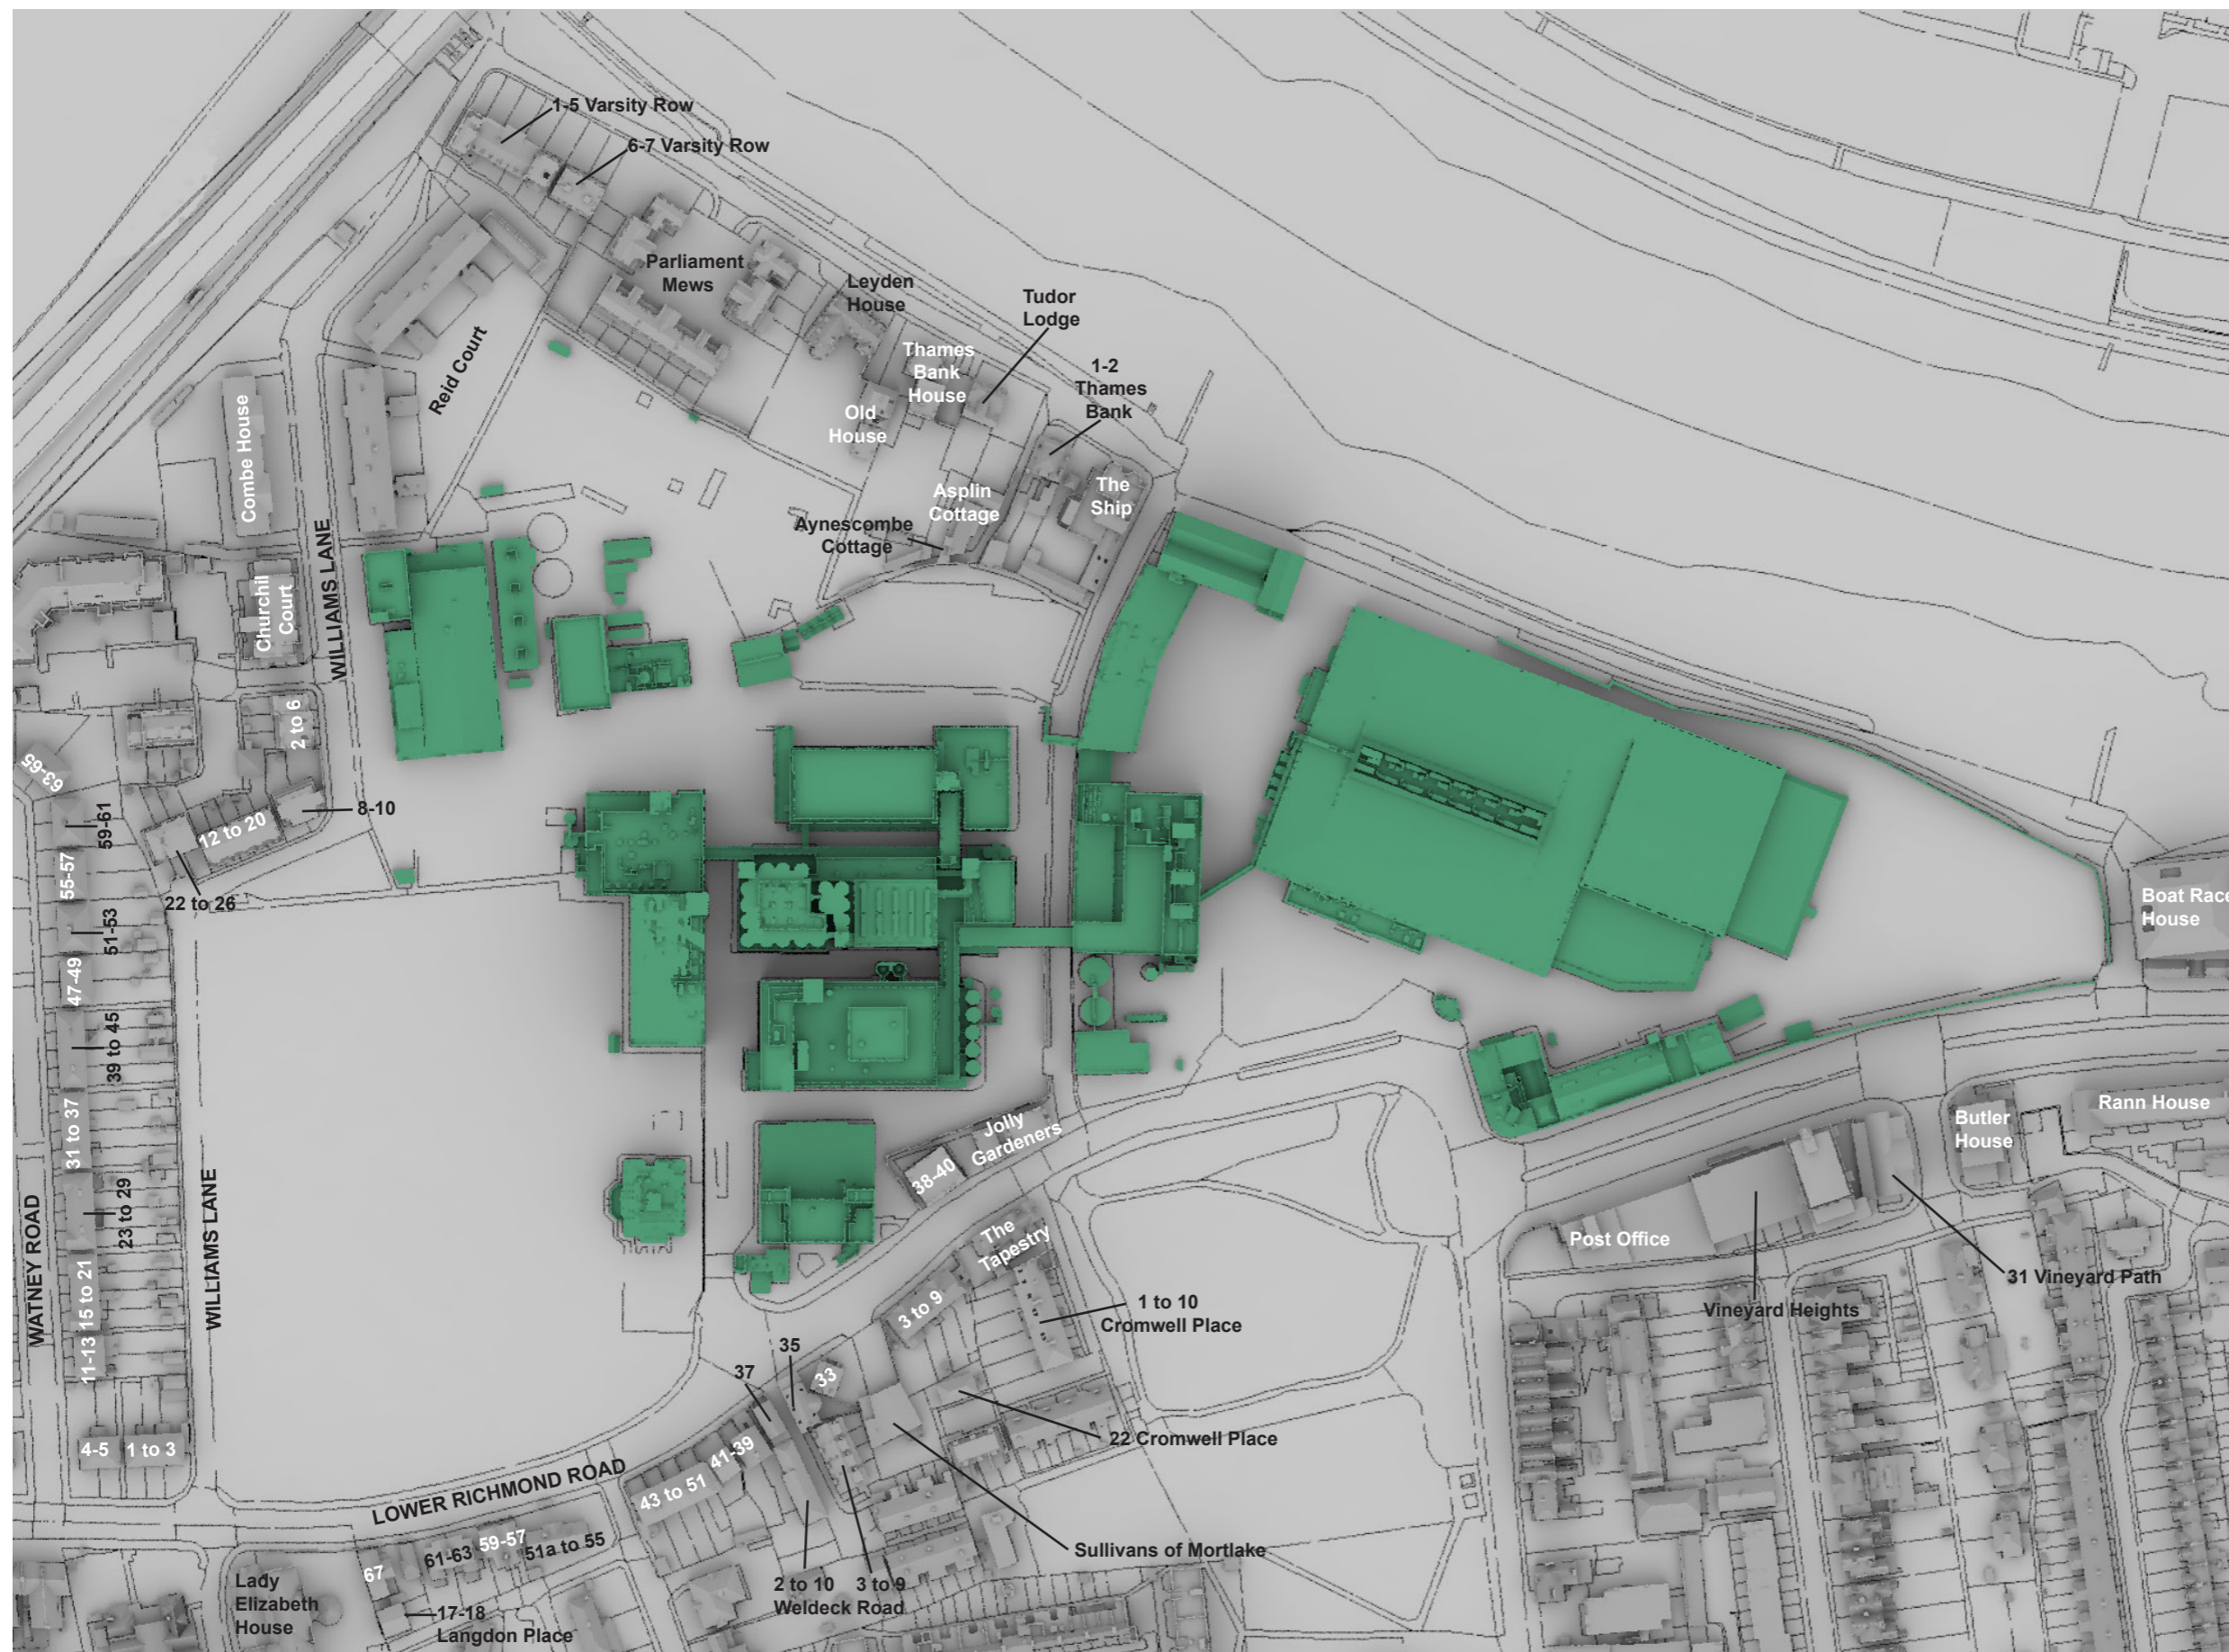 1-5 Varsity Row
6-7 Varsity Row
Parliament
Mews
Leyden
House
Tudor
Lodge
Thames
Bank
House
1-2
Thames
Bank
Reid Court
Old
House
Combe House
The
Ship
Asplin
Cottage
Aynescombe
Cottage
WILLIAMS LANE
Churchil
Court
2 to 6
63-65
59-61
8-10
12 to 20
55-57
22 to 26
51-53
Boat Race
House
47-49
39 to 45
31 to 37
Jolly
Gardeners
38-40
Rann House
Butler
House
23 to 29
WATNEY ROAD
WILLIAMS LANE
The
Tapestry
Post Office
15 to 21
31 Vineyard Path
3 to 9
1 to 10
Cromwell Place
Vineyard Heights
11-13
35
37
33
22 Cromwell Place
4-5
1 to 3
41-39
43 to 51
LOWER RICHMOND ROAD
59-57
51a to 55
61-63
67
Sullivans of Mortlake
2 to 10
Weldeck Road
3 to 9
Lady
Elizabeth
House
17-18
Langdon Place